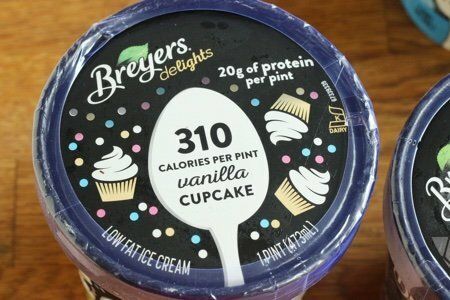 Breyers
delights
20g of protein
per pint
310
CALORIES PER PINT
vanilla
CUPCAKE
K
DAIRY
LOW FAT ICE CREAM
1 PINT (473mL)